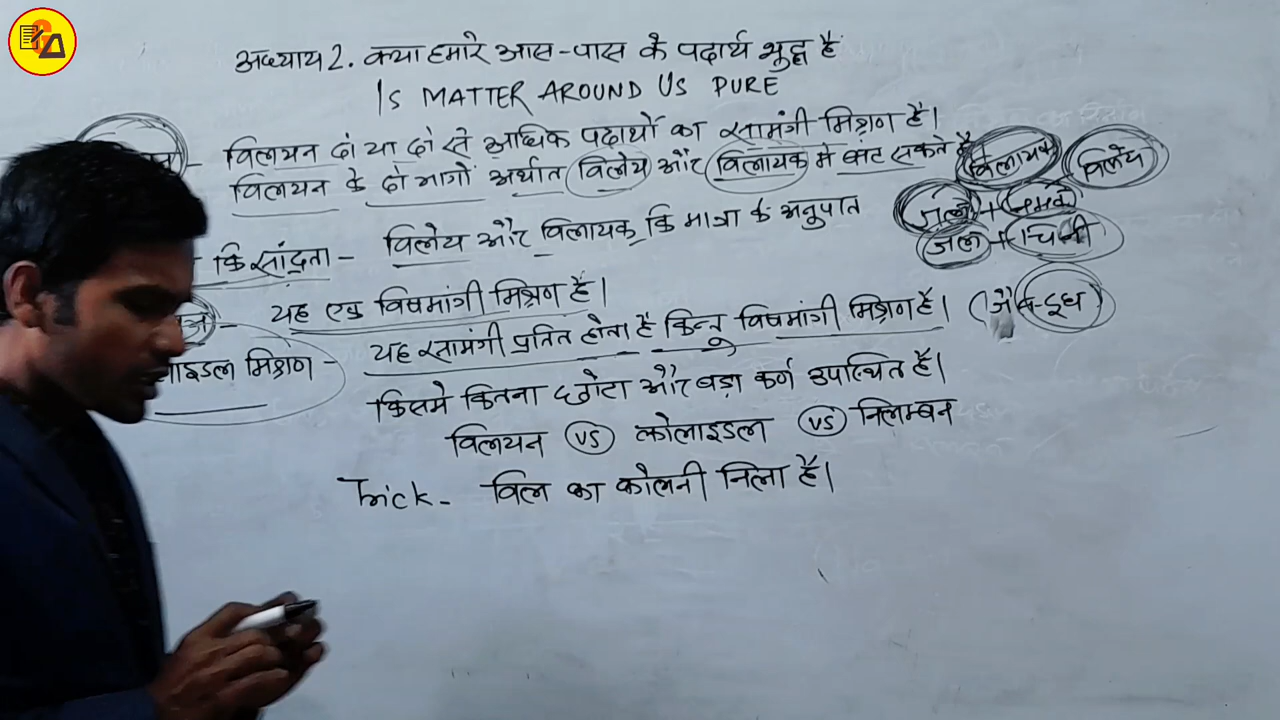 अध्याय 2. क्या हमारे आस-पास के पदार्थ शुद्ध है
IS MATTER AROUND US PURE
- विलयन दो या दो से अधिक पदार्थों का समांगी मिश्रण है।
विलयन के दो भागों अर्थात विलेय और विलायक मे बांट सकते है विलायक विलेय
जल + नमक
कि सांद्रता - विलेय और विलायक कि मात्रा के अनुपात
जल + चिनी
- यह एक विषमांगी मिश्रण है।
लाइडल मिश्रण - यह समांगी प्रतित होता है किन्तु विषमांगी मिश्रण है। (जैसे-दूध)
किसमे कितना छोटा और बड़ा कर्ण उपस्थित है।
विलयन VS कोलाइडल VS निलम्बन
Trick - विल का कोलनी निला है।